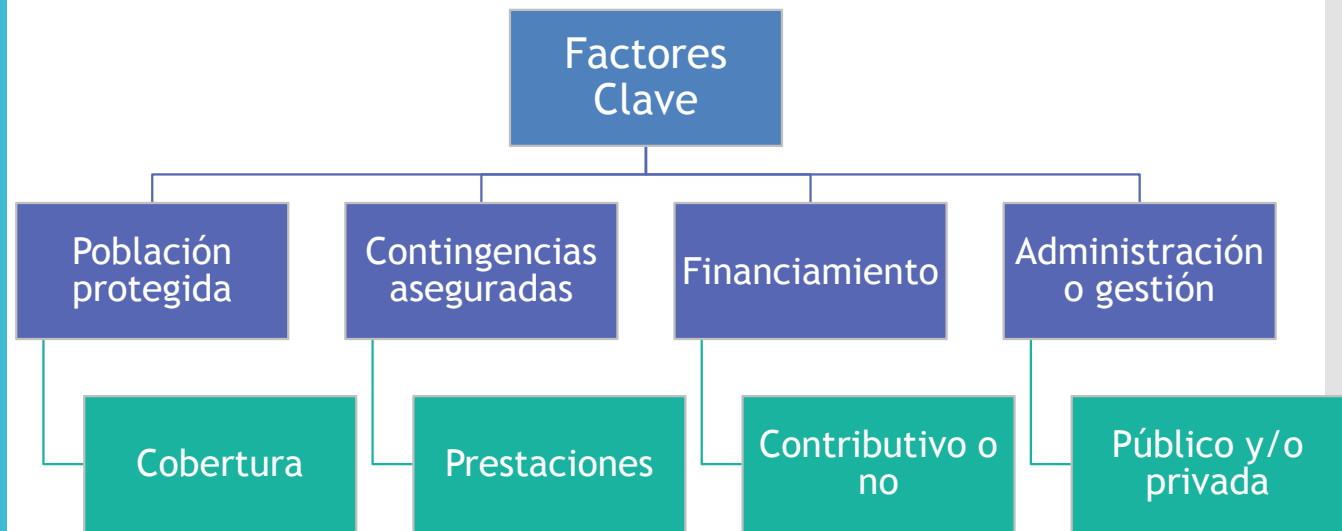 Factores
Clave
Población
protegida
Contingencias
aseguradas
Financiamiento
Administración
o gestión
Cobertura
Prestaciones
Contributivo o
no
Público y/o
privada